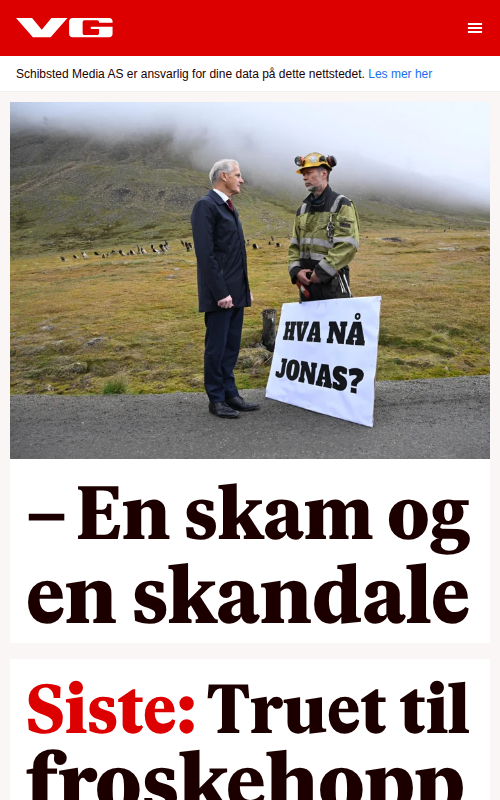 VG
Schibsted Media AS er ansvarlig for dine data på dette nettstedet. Les mer her
HVA NÅ
JONAS?
– En skam og
en skandale
Siste: Truet til
froskehopp